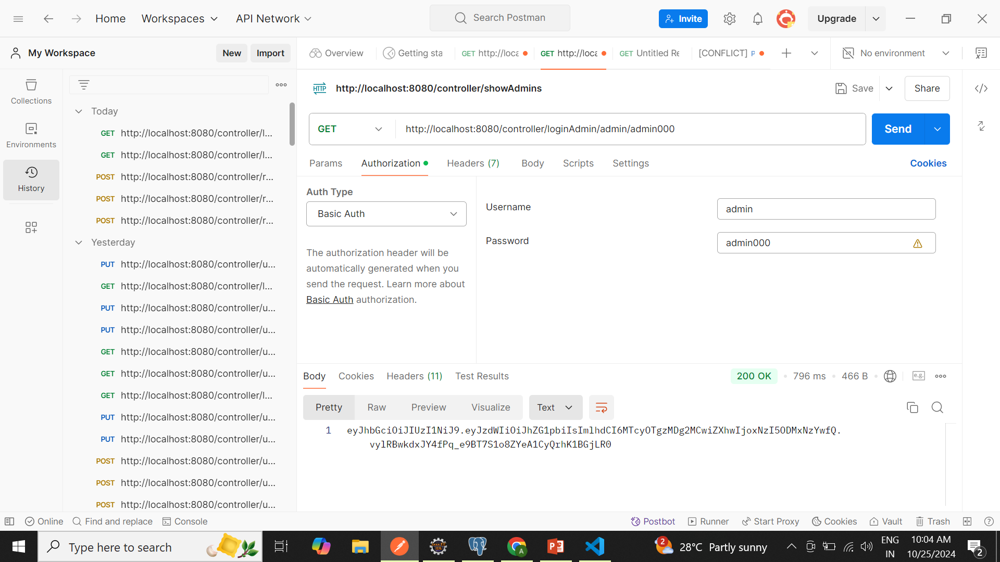 Home
Workspaces
API Network
Search Postman
Invite
Upgrade
My Workspace
New
Import
Overview
Getting sta
GET http://loca
GET http://loca
GET Untitled Re
[CONFLICT] P
No environment
Collections
Environments
History
Today
GET http://localhost:8080/controller/l...
GET http://localhost:8080/controller/l...
POST http://localhost:8080/controller/r...
POST http://localhost:8080/controller/r...
POST http://localhost:8080/controller/r...
Yesterday
PUT http://localhost:8080/controller/u...
GET http://localhost:8080/controller/l...
PUT http://localhost:8080/controller/u...
PUT http://localhost:8080/controller/u...
GET http://localhost:8080/controller/u...
GET http://localhost:8080/controller/u...
GET http://localhost:8080/controller/l...
PUT http://localhost:8080/controller/u...
PUT http://localhost:8080/controller/u...
POST http://localhost:8080/controller/u...
POST http://localhost:8080/controller/u...
POST http://localhost:8080/controller/u...
HTTP
http://localhost:8080/controller/showAdmins
Save
Share
GET
http://localhost:8080/controller/loginAdmin/admin/admin000
Send
Params
Authorization
Headers (7)
Body
Scripts
Settings
Cookies
Auth Type
Basic Auth
The authorization header will be
automatically generated when you
send the request. Learn more about
Basic Auth authorization.
Username
admin
Password
admin000
Body
Cookies
Headers (11)
Test Results
200 OK
796 ms
466 B
e.g.
Pretty
Raw
Preview
Visualize
Text
1
eyJhbGciOiJIUzI1NiJ9.eyJzdWIiOiJhZG1pbiIsImlhdCI6MTcyOTgzMDg2MCwiZXhwIjoxNzI5ODMxNzYwfQ.
vylRBwkdxJY4fPq_e9BT7S1o8ZYeA1CyQrhK1BGjLR0
Online
Find and replace
Console
Postbot
Runner
Start Proxy
Cookies
Vault
Trash
Type here to search
Java EE
IDE
A
P
2
28°C Partly sunny
ENG
IN
10:04 AM
10/25/2024
2